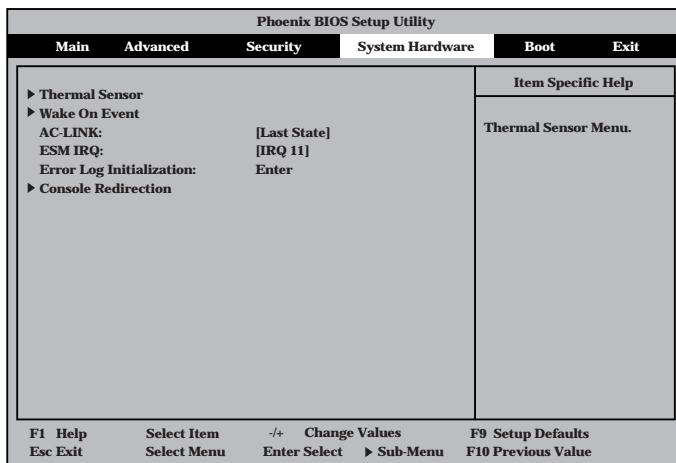 Phoenix BIOS Setup Utility
Main Advanced Security System Hardware Boot Exit
Item Specific Help
▶ Thermal Sensor
▶ Wake On Event
Thermal Sensor Menu.
AC-LINK: [Last State]
ESM IRQ: [IRQ 11]
Error Log Initialization: Enter
▶ Console Redirection
F1 Help Select Item -/+ Change Values F9 Setup Defaults
Esc Exit Select Menu Enter Select ▶ Sub-Menu F10 Previous Value